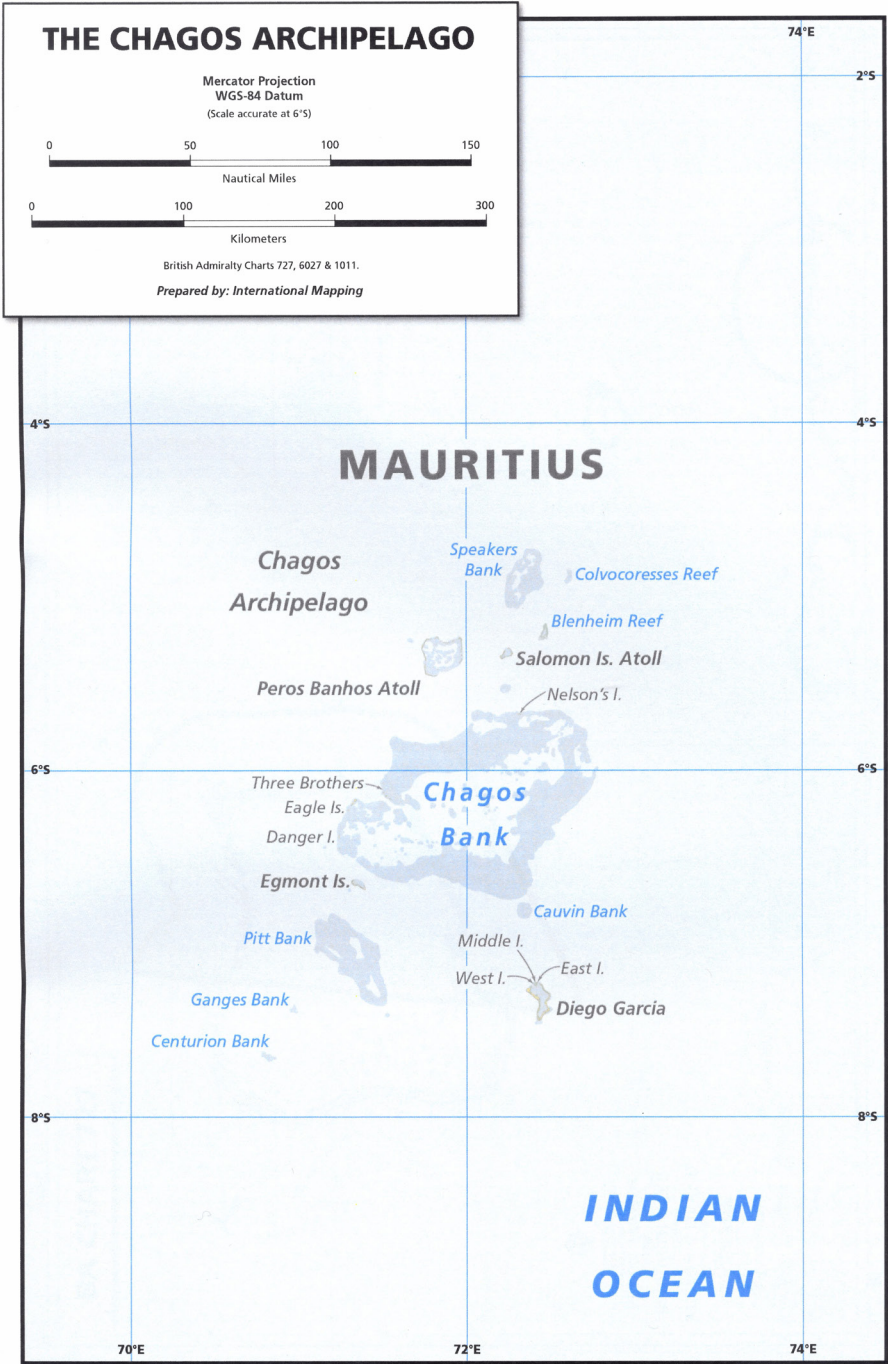 THE CHAGOS ARCHIPELAGO
Mercator Projection
WGS-84 Datum
(Scale accurate at 6°S)
0 50 100 150
Nautical Miles
0 100 200 300
Kilometers
British Admiralty Charts 727, 6027 & 1011.
Prepared by: International Mapping
74°E
2°S
4°S 4°S
MAURITIUS
Chagos
Archipelago
Speakers
Bank
Colvocoresses Reef
Blenheim Reef
Salomon Is. Atoll
Peros Banhos Atoll
Nelson's I.
6°S 6°S
Three Brothers
Eagle Is.
Danger I.
Chagos
Bank
Egmont Is.
Cauvin Bank
Pitt Bank
Middle I.
West I.
East I.
Diego Garcia
Ganges Bank
Centurion Bank
8°S 8°S
INDIAN
OCEAN
70°E 72°E 74°E